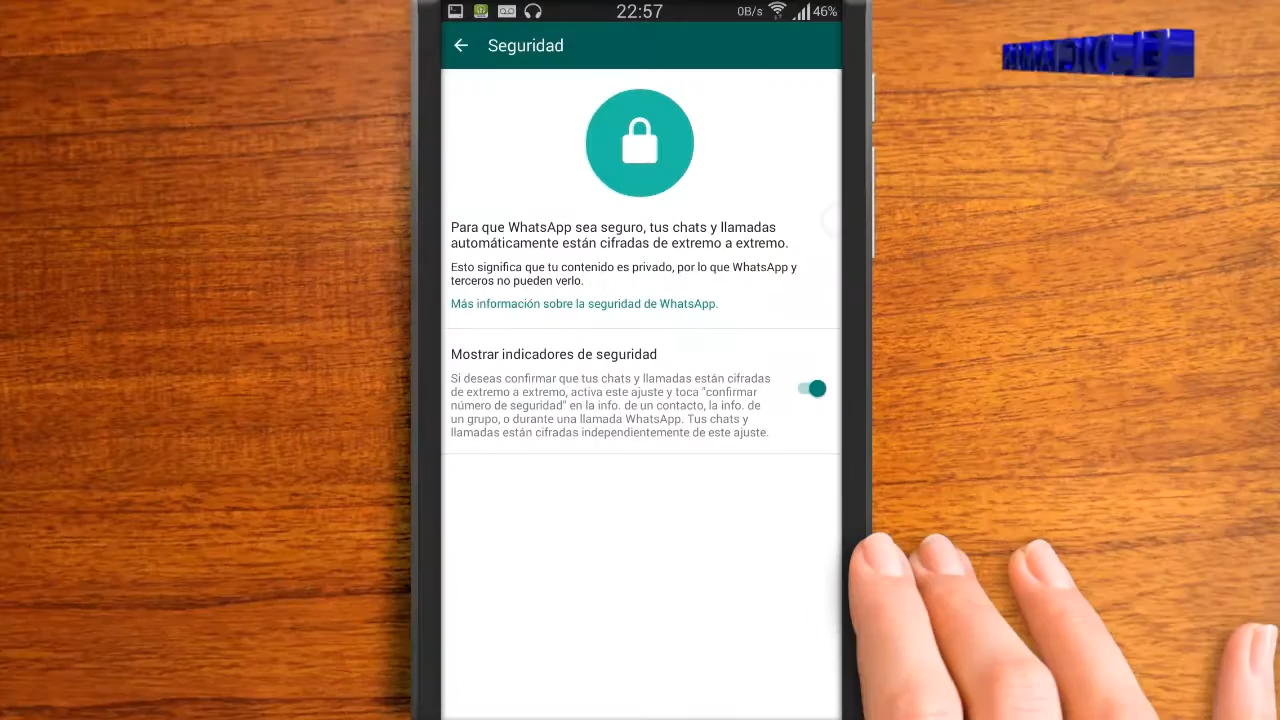 22:57
0B/s
46%
Seguridad
Para que WhatsApp sea seguro, tus chats y llamadas
automáticamente están cifradas de extremo a extremo.
Esto significa que tu contenido es privado, por lo que WhatsApp y
terceros no pueden verlo.
Más información sobre la seguridad de WhatsApp.
Mostrar indicadores de seguridad
Si deseas confirmar que tus chats y llamadas están cifradas
de extremo a extremo, activa este ajuste y toca "confirmar
número de seguridad" en la info. de un contacto, la info. de
un grupo, o durante una llamada WhatsApp. Tus chats y
llamadas están cifradas independientemente de este ajuste.